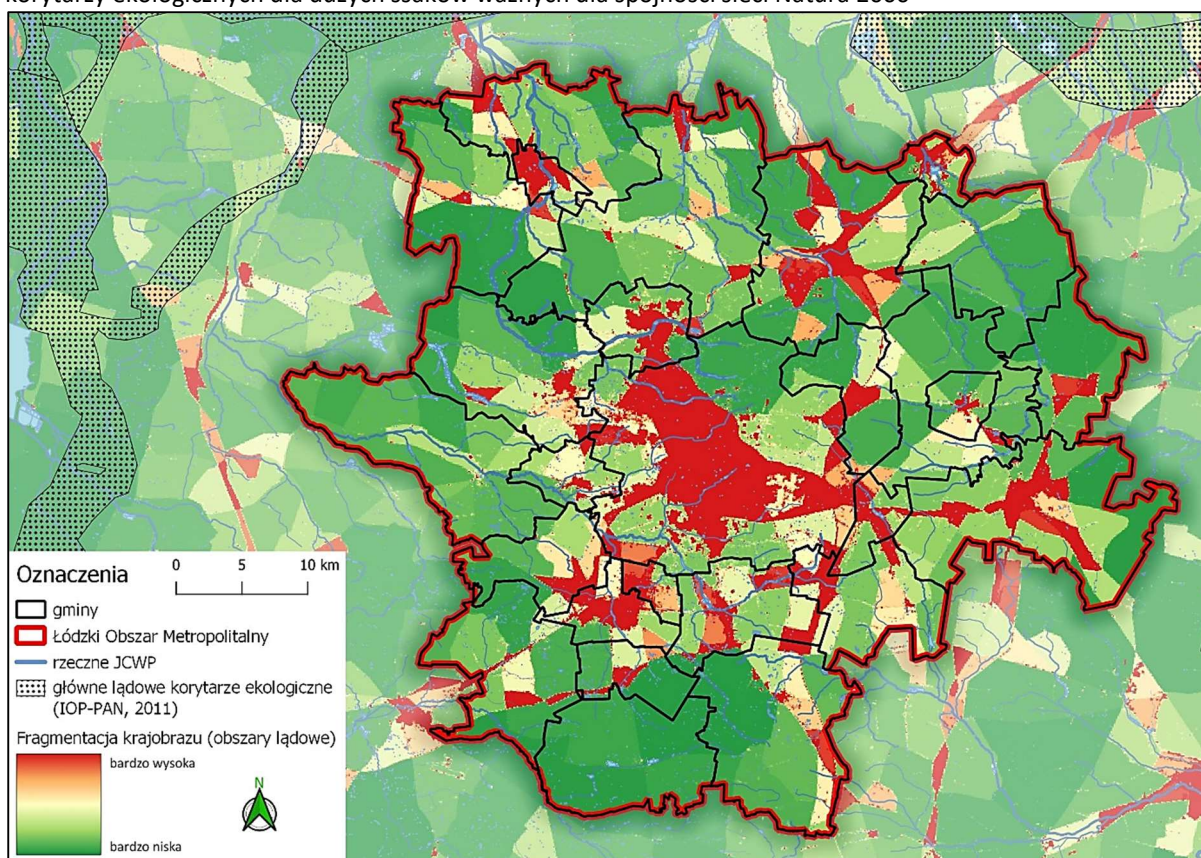 korytarzy ekologicznych dla dużych ssaków ważnych dla spójności sieci Natura 2000
Oznaczenia
0 5 10 km
gminy
Łódzki Obszar Metropolitalny
rzeczne JCWP
główne lądowe korytarze ekologiczne
(IOP-PAN, 2011)
Fragmentacja krajobrazu (obszary lądowe)
bardzo wysoka
N
bardzo niska